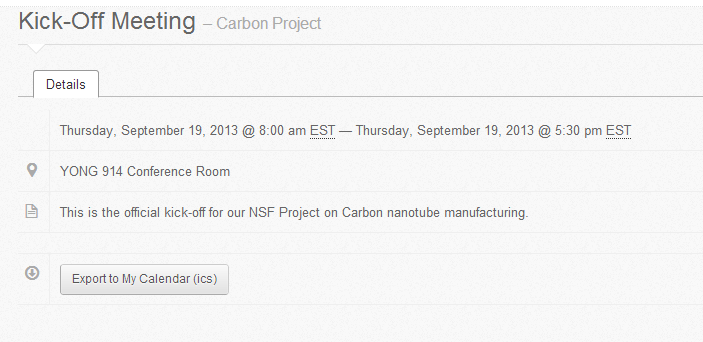 Kick-Off Meeting – Carbon Project
Details
Thursday, September 19, 2013 @ 8:00 am EST — Thursday, September 19, 2013 @ 5:30 pm EST
YONG 914 Conference Room
This is the official kick-off for our NSF Project on Carbon nanotube manufacturing.
Export to My Calendar (ics)